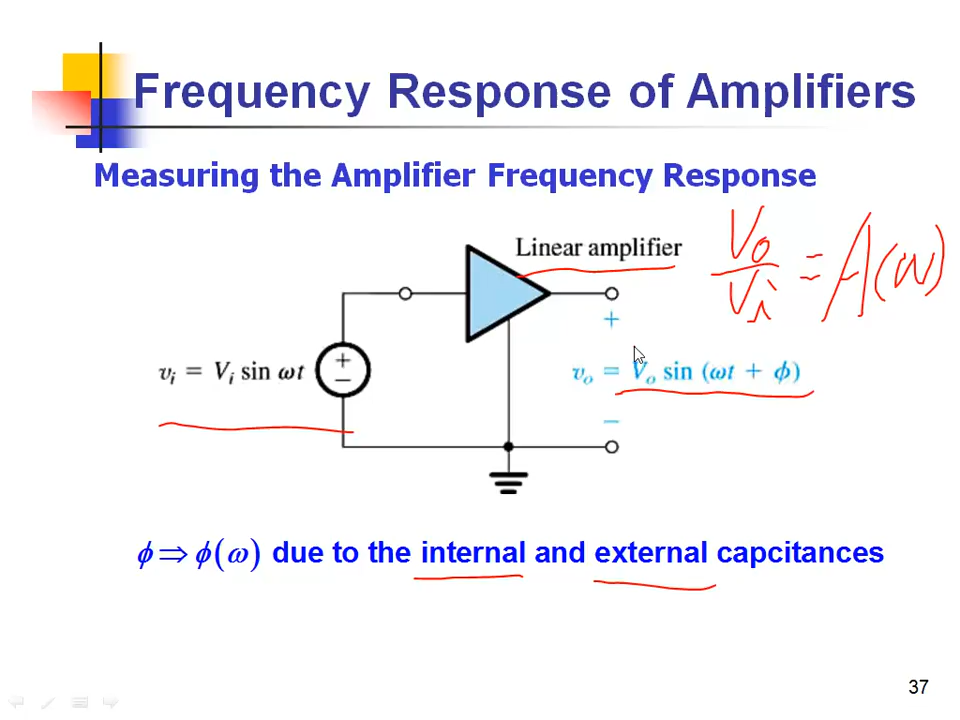 Frequency Response of Amplifiers
Measuring the Amplifier Frequency Response
Linear amplifier
Vo/Vi = A(ω)
+
vi = Vi sin ωt
+
−
vo = Vo sin (ωt + ϕ)
−
ϕ ⇒ ϕ(ω) due to the internal and external capcitances
37